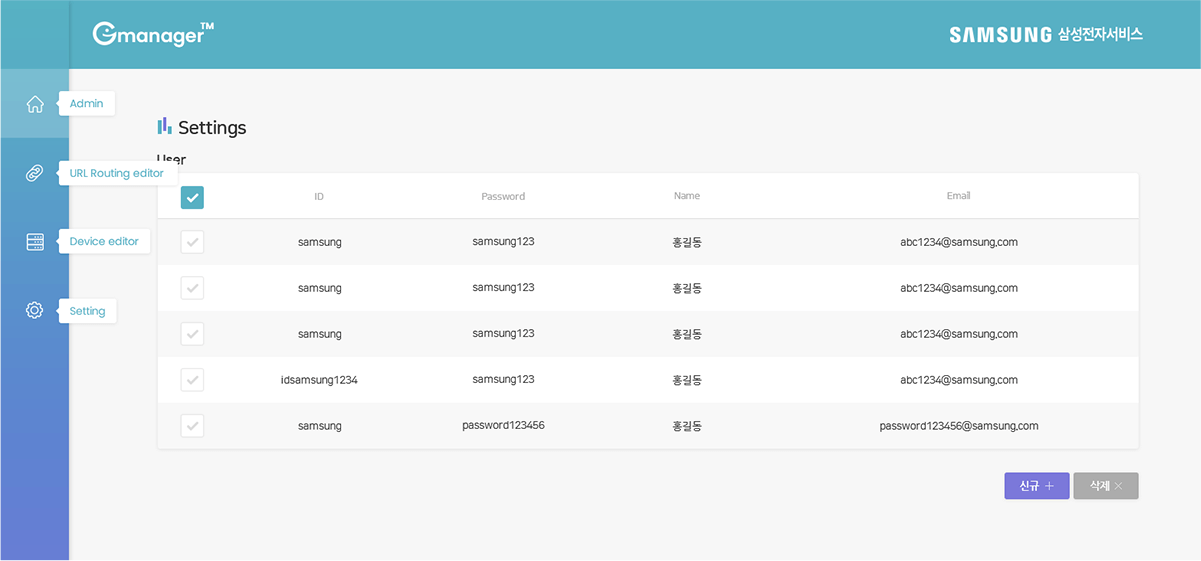 Gmanager™
SAMSUNG 삼성전자서비스
Admin
URL Routing editor
Device editor
Setting
Settings
User
ID Password Name Email
samsung samsung123 홍길동 abc1234@samsung.com
samsung samsung123 홍길동 abc1234@samsung.com
samsung samsung123 홍길동 abc1234@samsung.com
idsamsung1234 samsung123 홍길동 abc1234@samsung.com
samsung password123456 홍길동 password123456@samsung.com
신규 +
삭제 ×